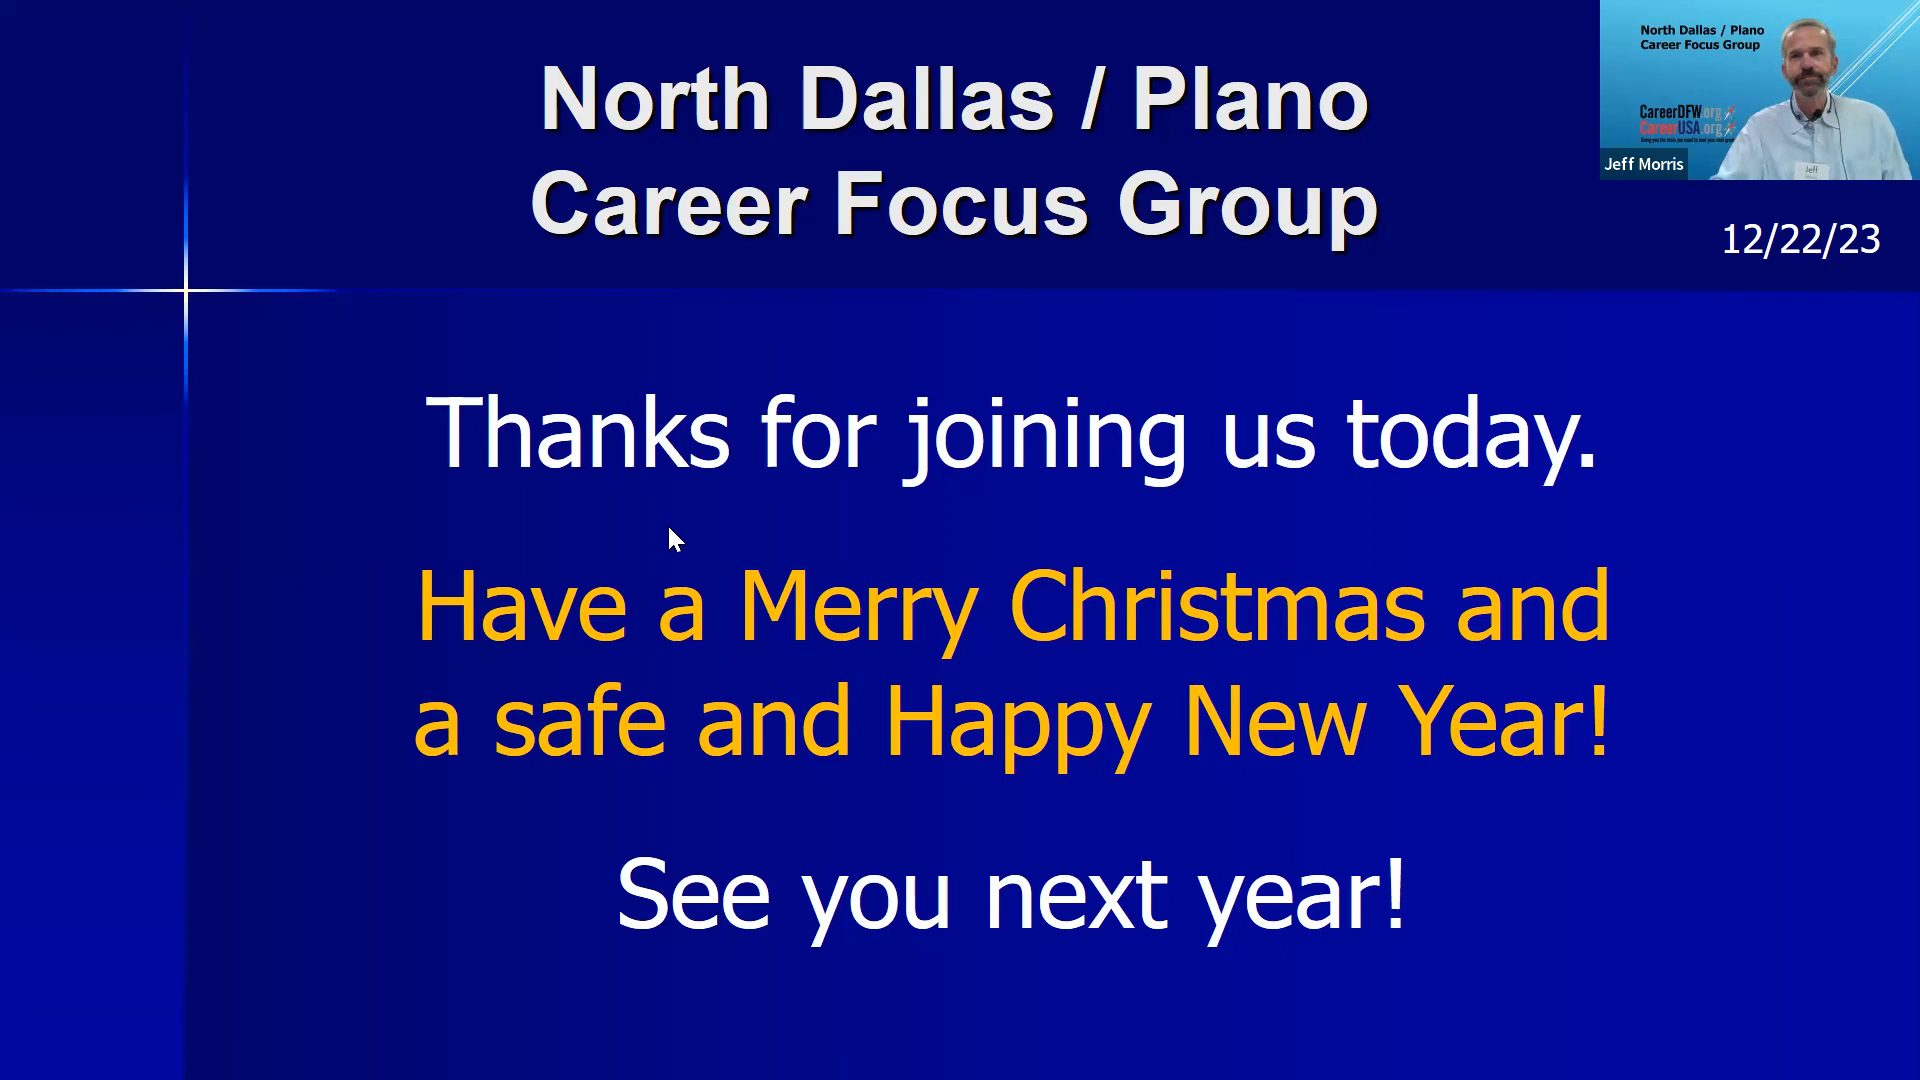 North Dallas / Plano
Career Focus Group
North Dallas / Plano
Career Focus Group
CareerDFW.org
CareerUSA.org
Jeff
Jeff Morris
12/22/23
Thanks for joining us today.
Have a Merry Christmas and
a safe and Happy New Year!
See you next year!